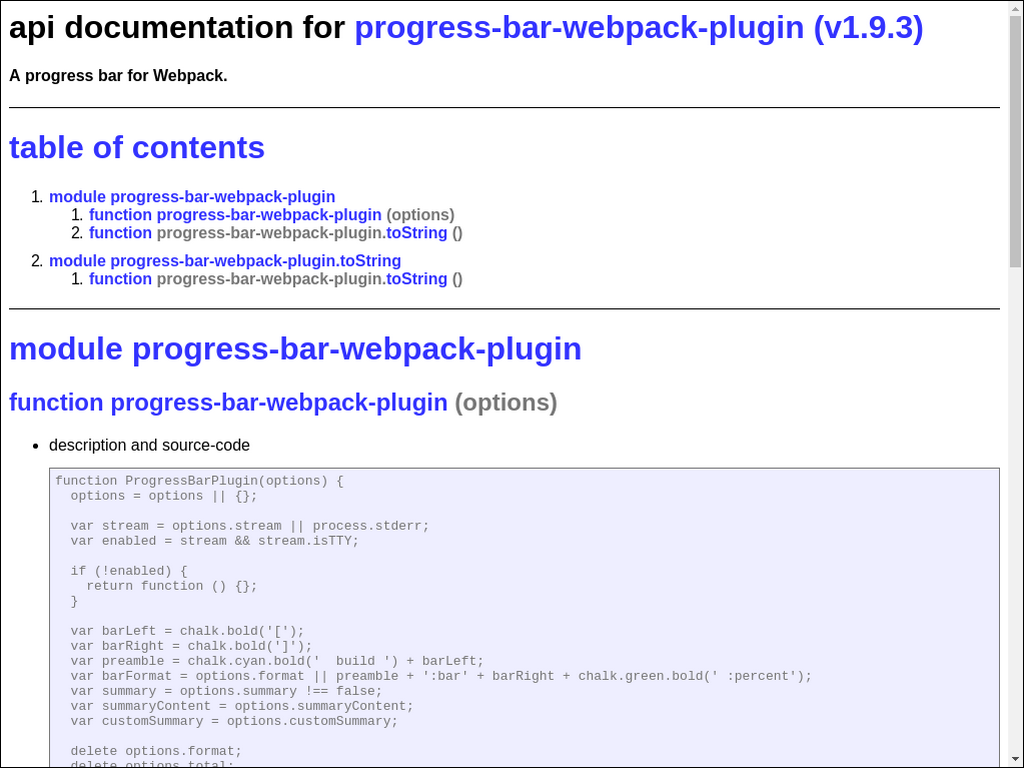 api documentation for progress-bar-webpack-plugin (v1.9.3)
A progress bar for Webpack.
table of contents
1. module progress-bar-webpack-plugin
1. function progress-bar-webpack-plugin (options)
2. function progress-bar-webpack-plugin.toString ()
2. module progress-bar-webpack-plugin.toString
1. function progress-bar-webpack-plugin.toString ()
module progress-bar-webpack-plugin
function progress-bar-webpack-plugin (options)
• description and source-code
function ProgressBarPlugin(options) {
  options = options || {};

  var stream = options.stream || process.stderr;
  var enabled = stream && stream.isTTY;

  if (!enabled) {
    return function () {};
  }

  var barLeft = chalk.bold('[');
  var barRight = chalk.bold(']');
  var preamble = chalk.cyan.bold('  build ') + barLeft;
  var barFormat = options.format || preamble + ':bar' + barRight + chalk.green.bold(' :percent');
  var summary = options.summary !== false;
  var summaryContent = options.summaryContent;
  var customSummary = options.customSummary;

  delete options.format;
  delete options.total;